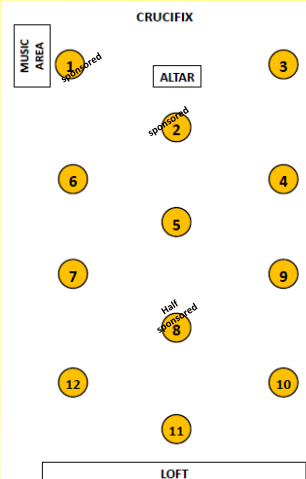 CRUCIFIX
MUSIC
AREA
1
sponsored
3
ALTAR
sponsored
2
6
4
5
7
9
Half
sponsored
8
12
10
11
LOFT